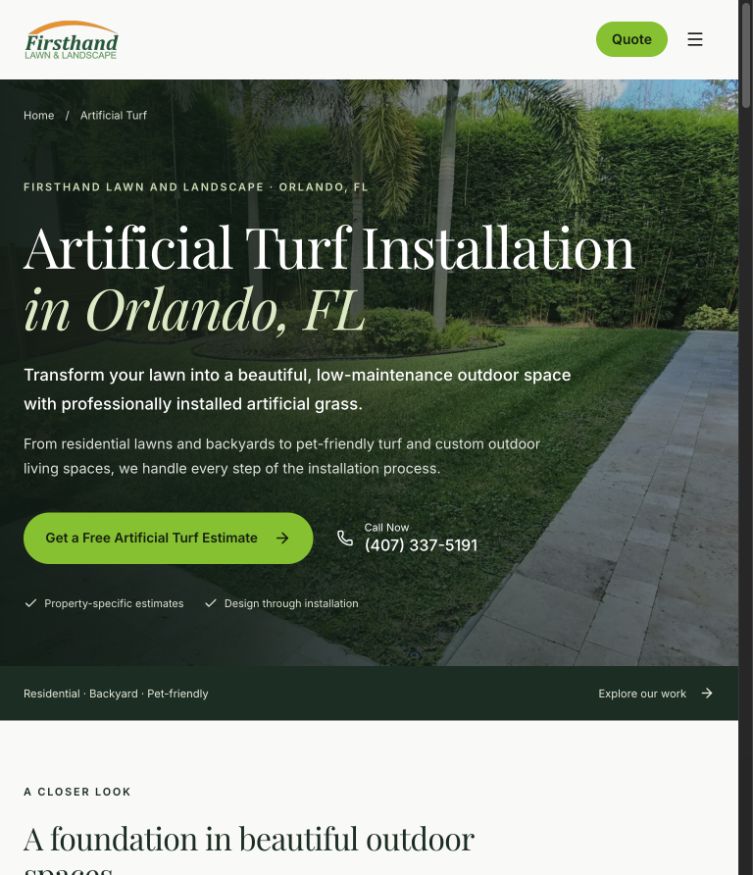 Firsthand
LAWN & LANDSCAPE
Quote
Home / Artificial Turf
FIRSTHAND LAWN AND LANDSCAPE · ORLANDO, FL
Artificial Turf Installation
in Orlando, FL
Transform your lawn into a beautiful, low-maintenance outdoor space
with professionally installed artificial grass.
From residential lawns and backyards to pet-friendly turf and custom outdoor
living spaces, we handle every step of the installation process.
Get a Free Artificial Turf Estimate
Call Now
(407) 337-5191
Property-specific estimates
Design through installation
Residential · Backyard · Pet-friendly
Explore our work
A CLOSER LOOK
A foundation in beautiful outdoor
spaces